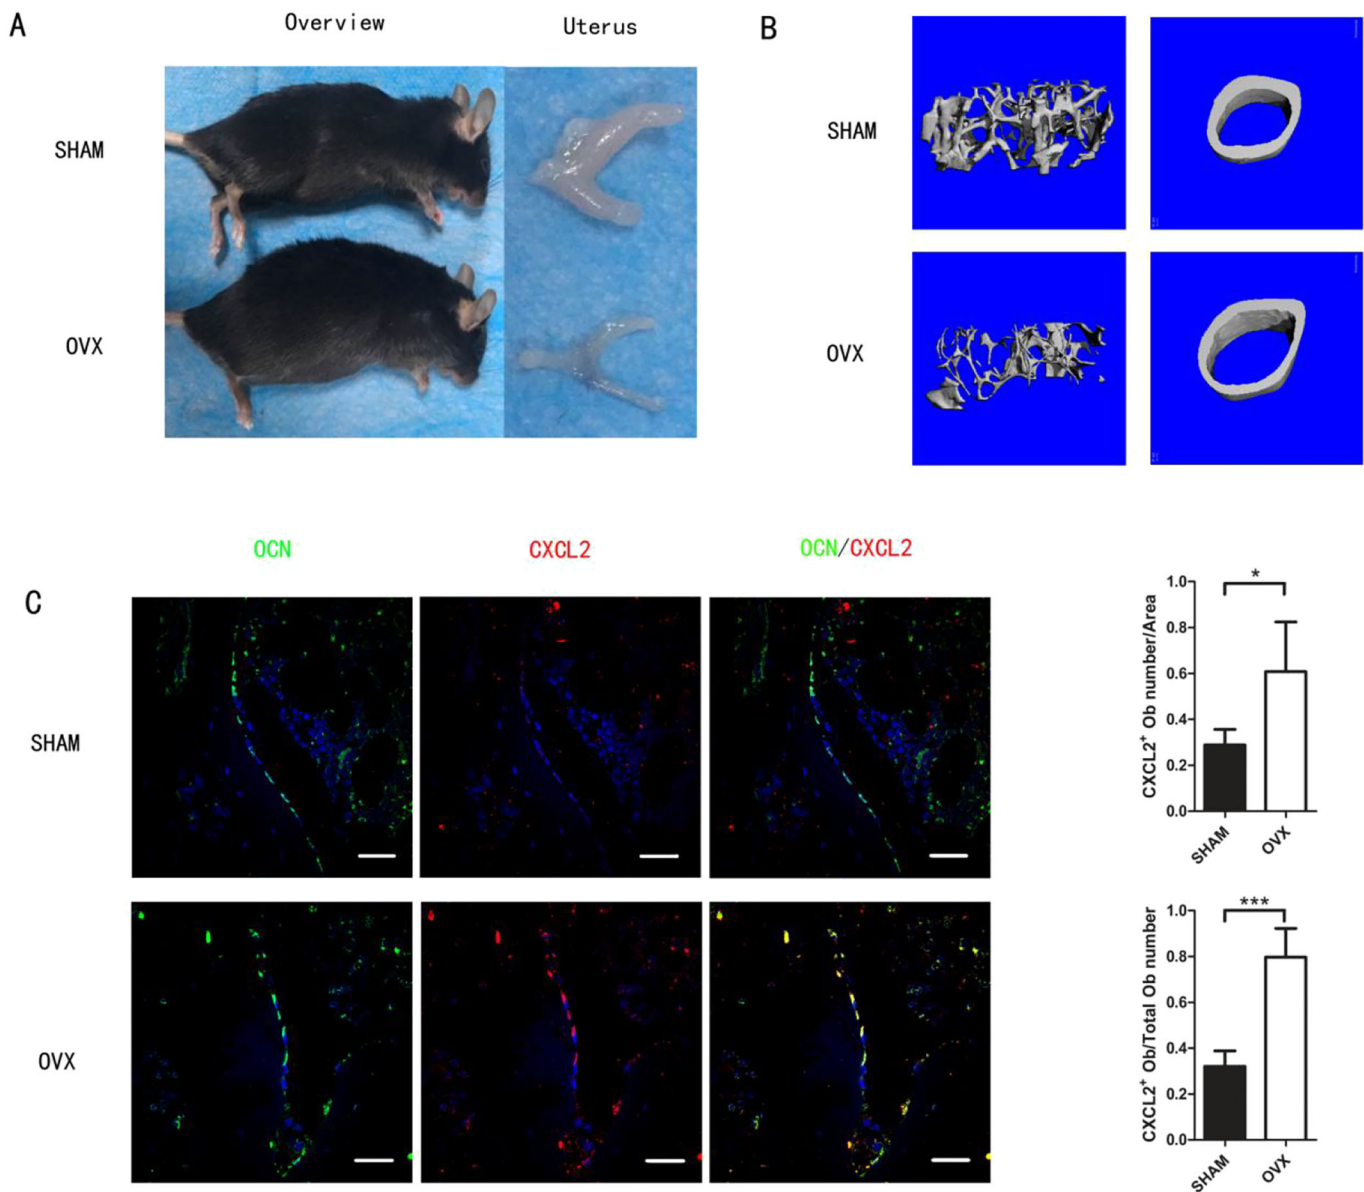 A
Overview
Uterus
SHAM
OVX
B
SHAM
OVX
OCN
CXCL2
OCN/CXCL2
C
SHAM
OVX
CXCL2+ Ob number/Area
1.0
0.8
0.6
0.4
0.2
0.0
*
SHAM
OVX
CXCL2+ Ob/Total Ob number
1.0
0.8
0.6
0.4
0.2
0.0
***
SHAM
OVX